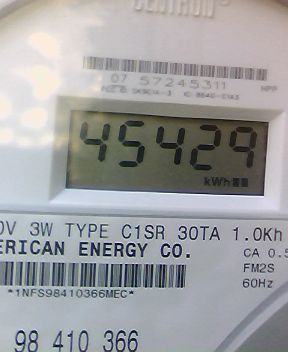 CENTRON
07 57245311
HPP
45429
kWh
0V 3W TYPE C1SR 30TA 1.0Kh
ERICAN ENERGY CO.
CA 0.5
FM2S
60Hz
*1NFS98410366MEC*
98 410 366